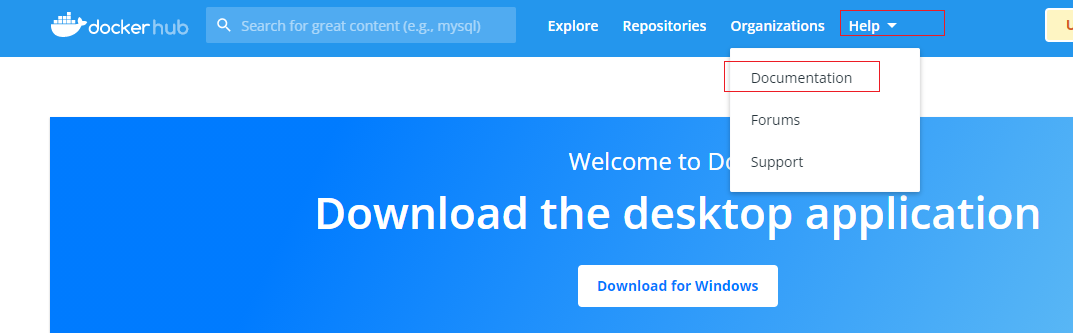 docker hub
Search for great content (e.g., mysql)
Explore
Repositories
Organizations
Help
Documentation
Forums
Support
Welcome to
Download the desktop application
Download for Windows